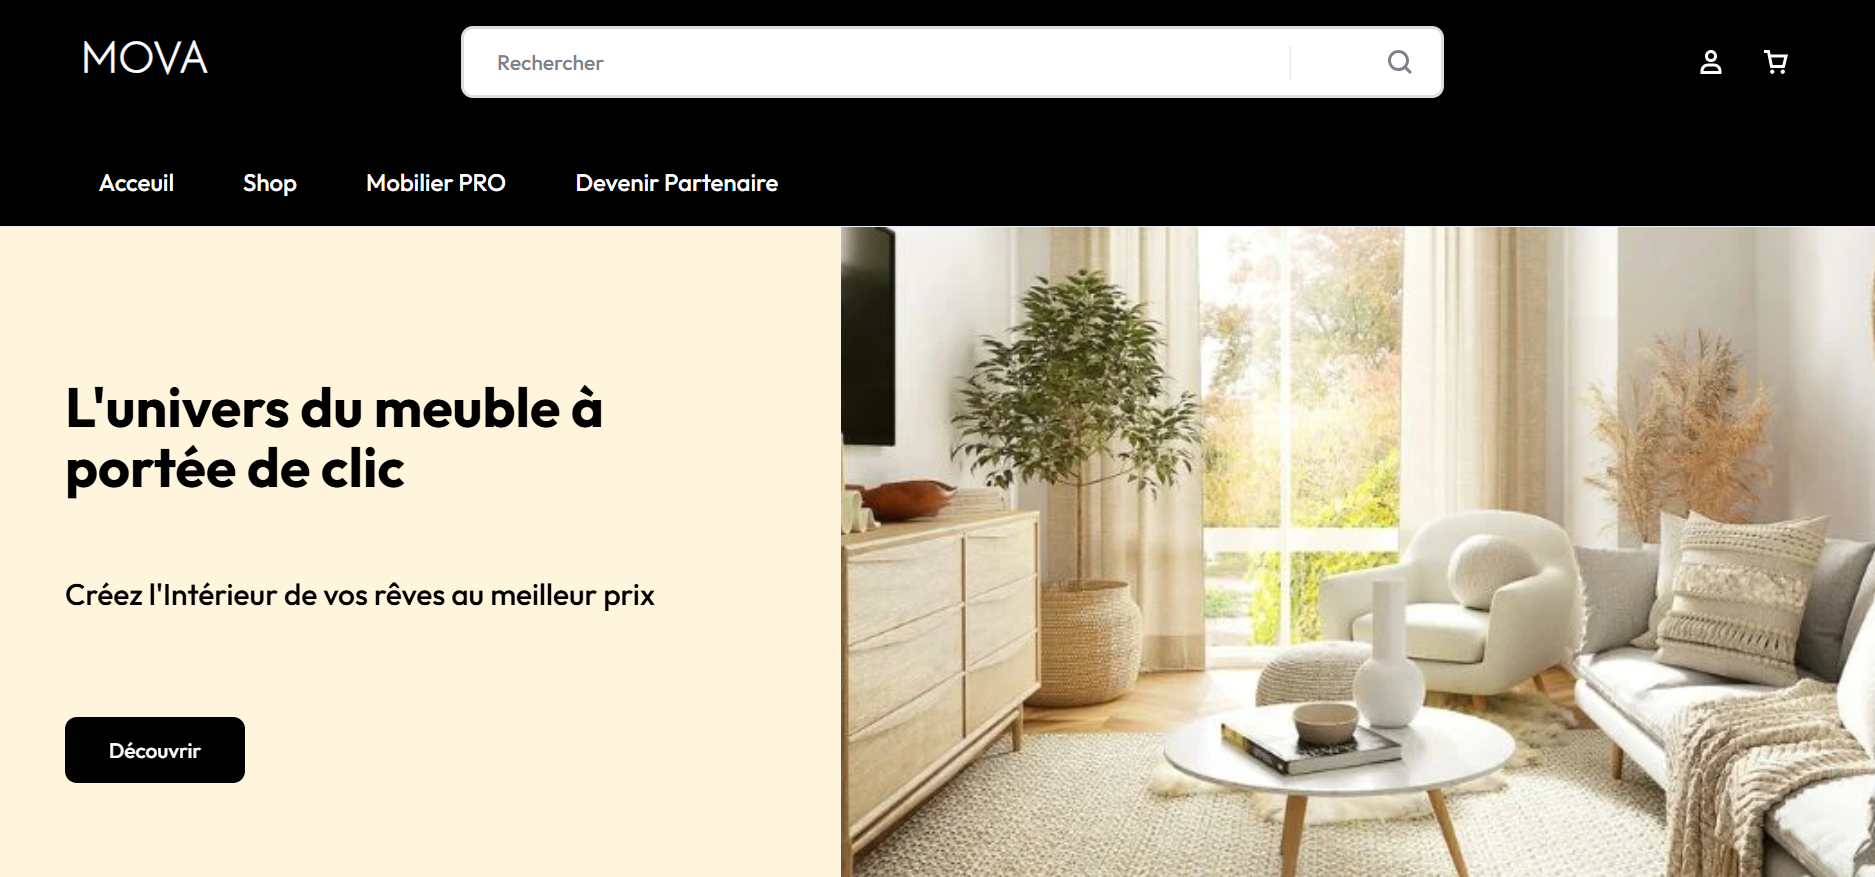 MOVA
Rechercher
Acceuil
Shop
Mobilier PRO
Devenir Partenaire
L'univers du meuble à
portée de clic
Créez l'Intérieur de vos rêves au meilleur prix
Découvrir